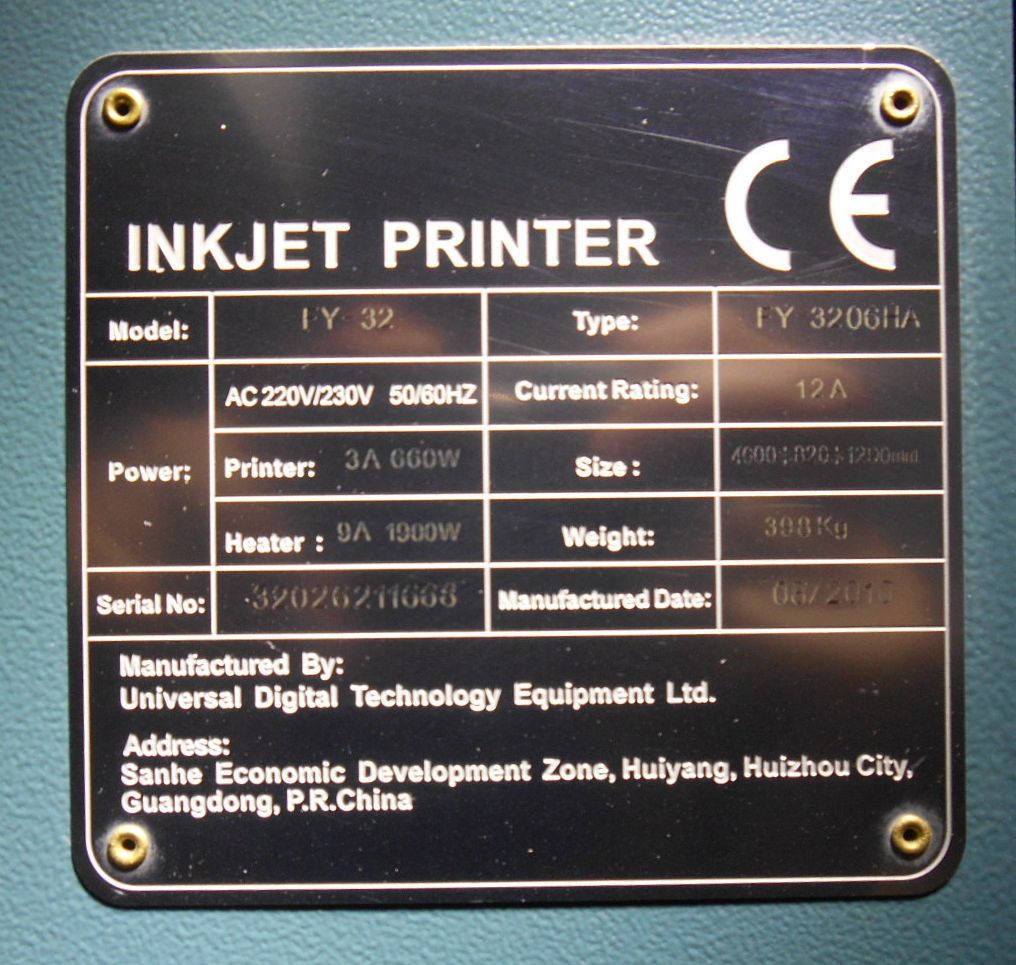 CE
INKJET PRINTER
Model: FY-32 Type: FY-3206HA
Power: AC 220V/230V 50/60HZ Current Rating: 12A
Printer: 3A 660W Size:
Heater : 9A 1900W Weight: 398Kg
Serial No: Manufactured Date:
Manufactured By:
Universal Digital Technology Equipment Ltd.
Address:
Sanhe Economic Development Zone, Huiyang, Huizhou City,
Guangdong, P.R.China